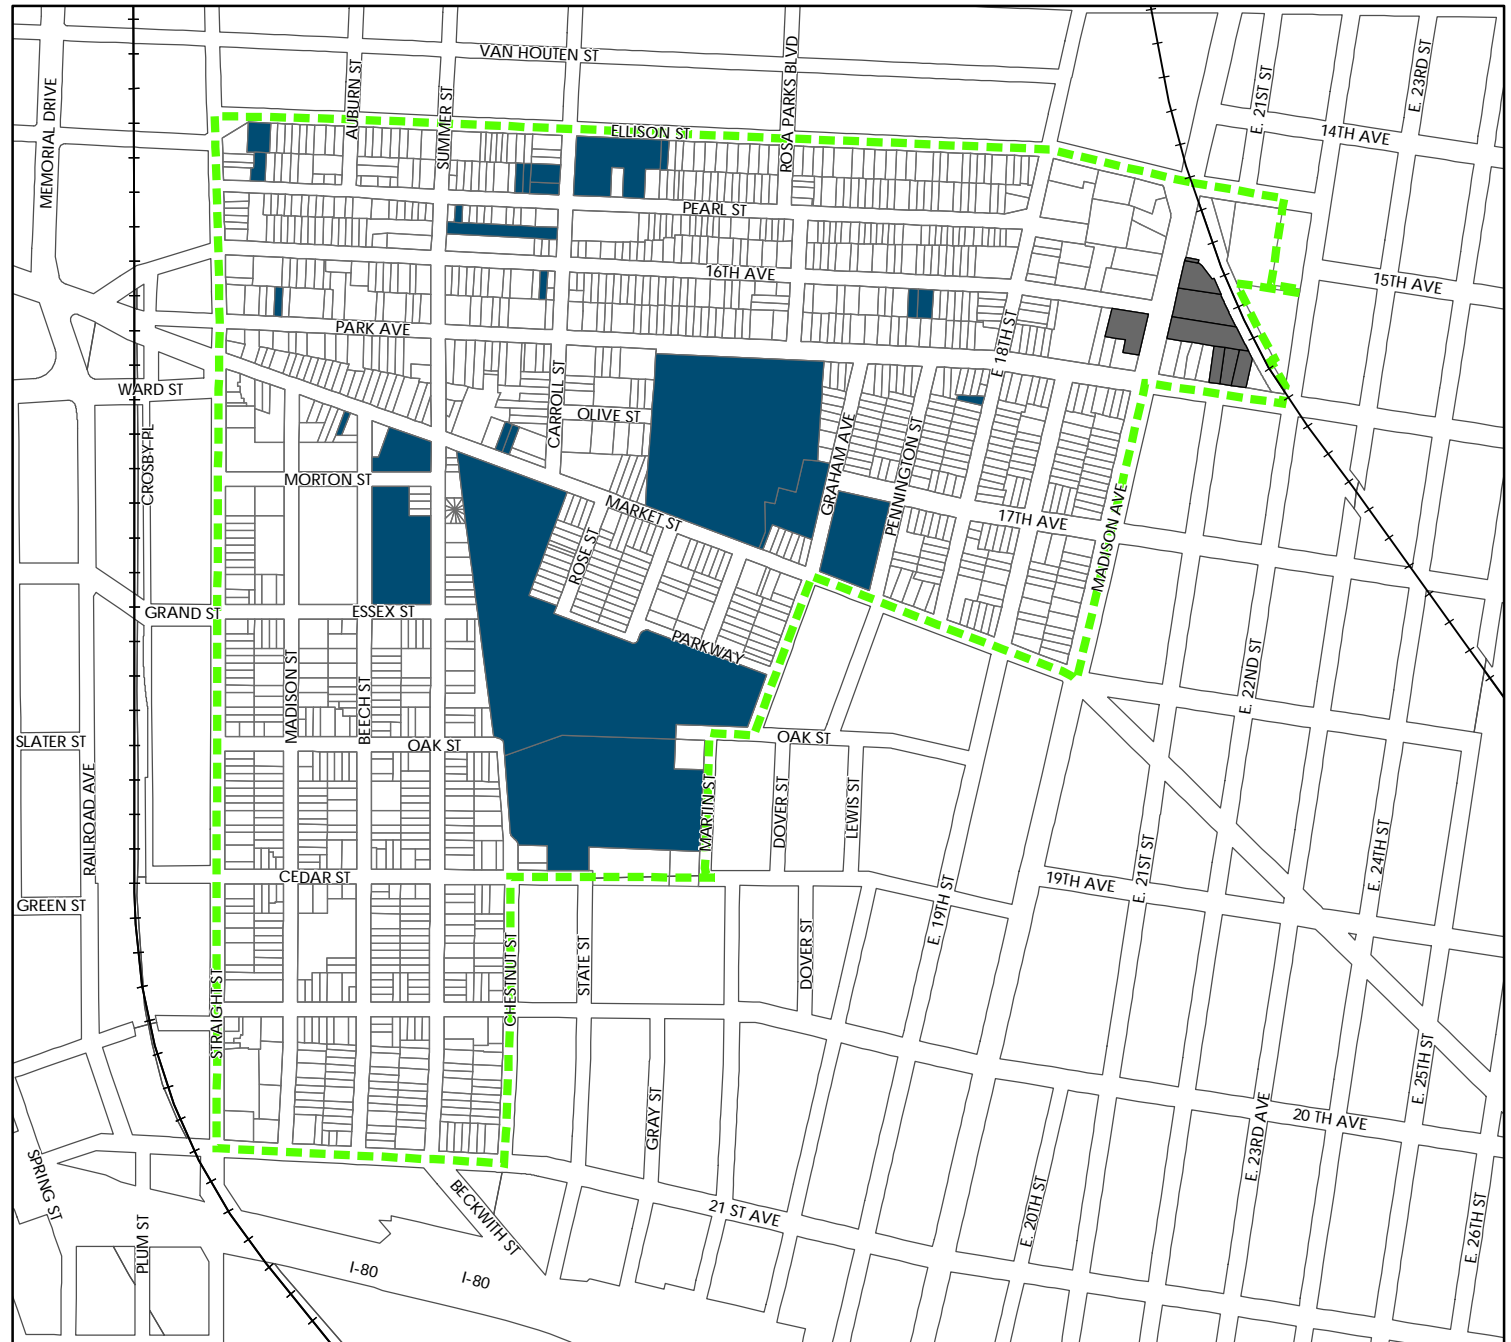 VAN HOUTEN ST
ROSA PARKS BLVD
E. 23RD ST
E. 21ST ST
AUBURN ST
SUMMER ST
MEMORIAL DRIVE
ELLISON ST
14TH AVE
PEARL ST
16TH AVE
15TH AVE
PARK AVE
E 18TH ST
WARD ST
CARROLL ST
OLIVE ST
CROSBY PL
GRAHAM AVE
PENNINGTON ST
MORTON ST
MARKET ST
17TH AVE
MADISON AVE
ROSE ST
GRAND ST
ESSEX ST
PARKWAY
MADISON ST
BEECH ST
E. 22ND ST
SLATER ST
OAK ST
OAK ST
RAILROAD AVE
MARTIN ST
DOVER ST
LEWIS ST
E. 21ST ST
E. 24TH ST
CEDAR ST
19TH AVE
GREEN ST
E. 19TH ST
STRAIGHT ST
CHESTNUT ST
STATE ST
DOVER ST
E. 25TH ST
GRAY ST
E. 23RD AVE
20 TH AVE
SPRING ST
PLUM ST
BECKWITH ST
21 ST AVE
E. 20TH ST
E. 26TH ST
I-80
I-80